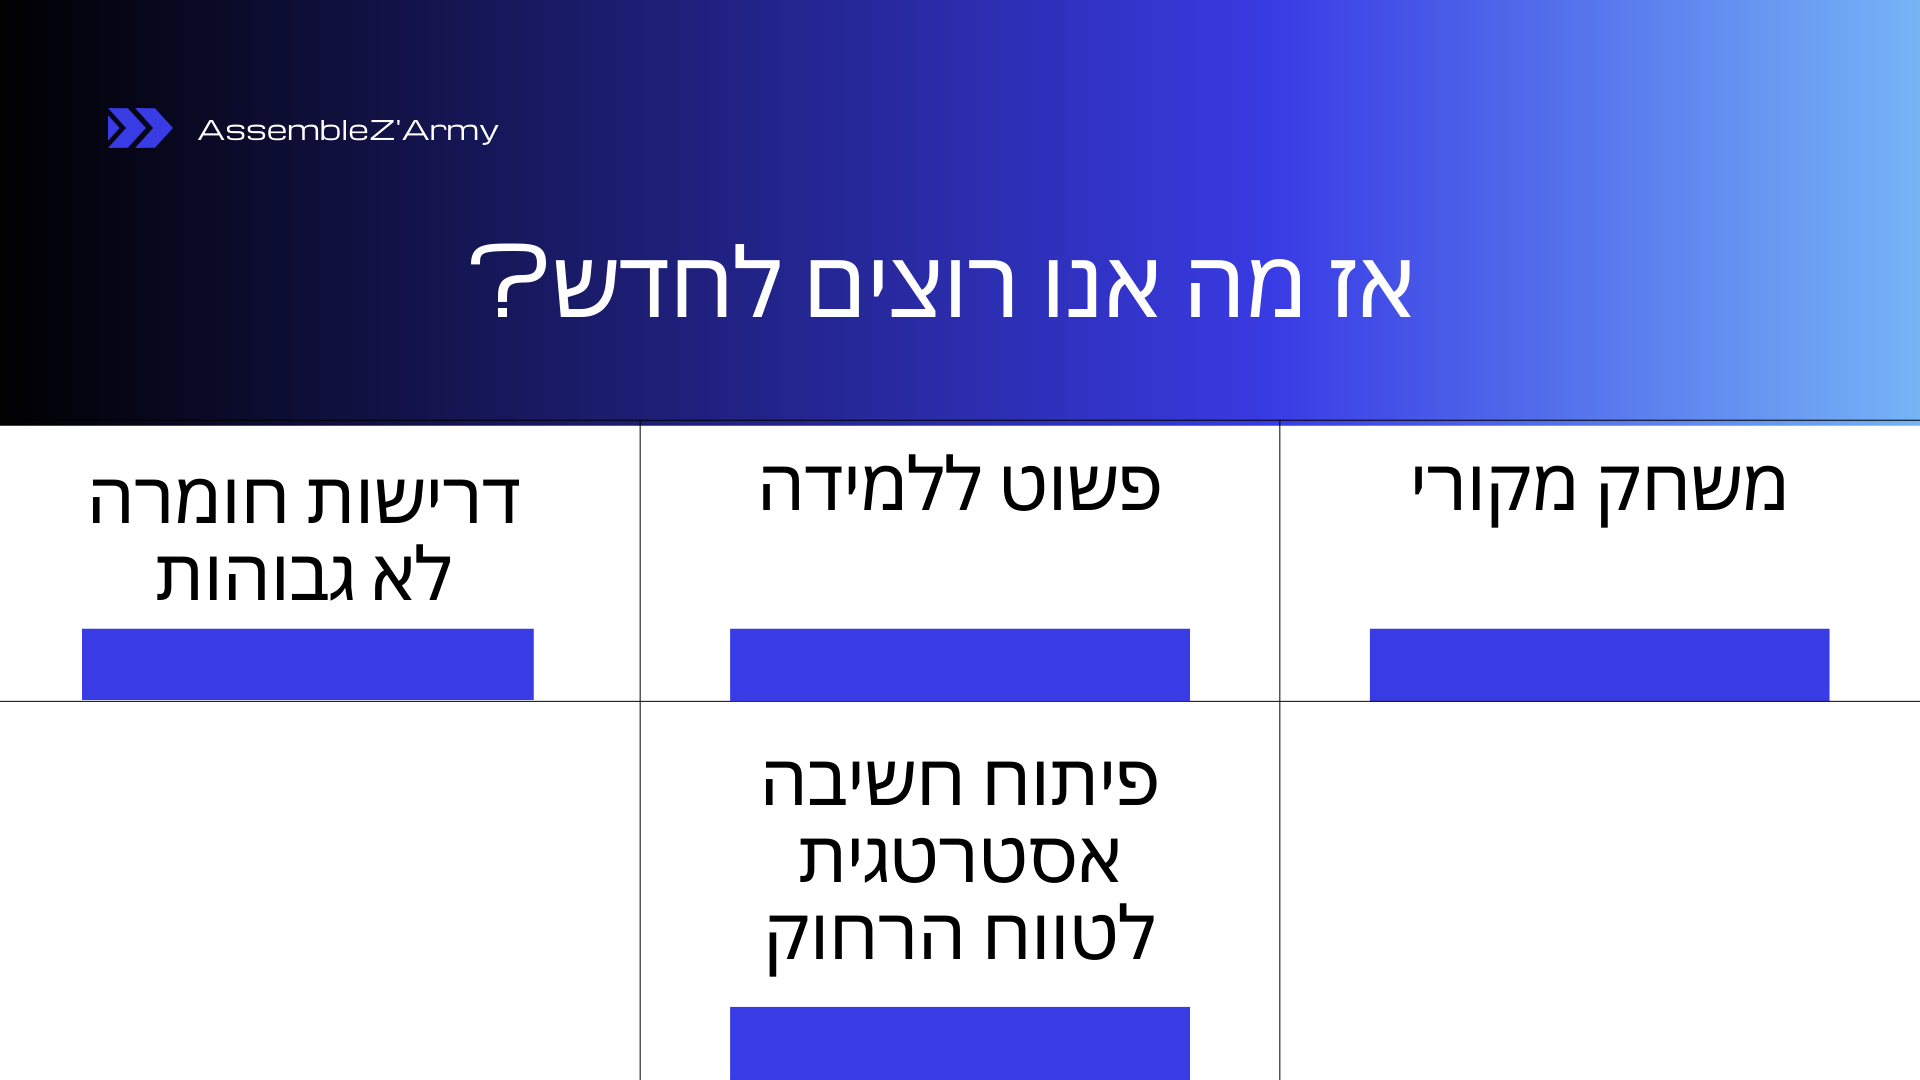 AssembleZ'Army
אז מה אנו רוצים לחדש?
משחק מקורי
פשוט ללמידה
דרישות חומרה
לא גבוהות
פיתוח חשיבה
אסטרטגית
לטווח הרחוק